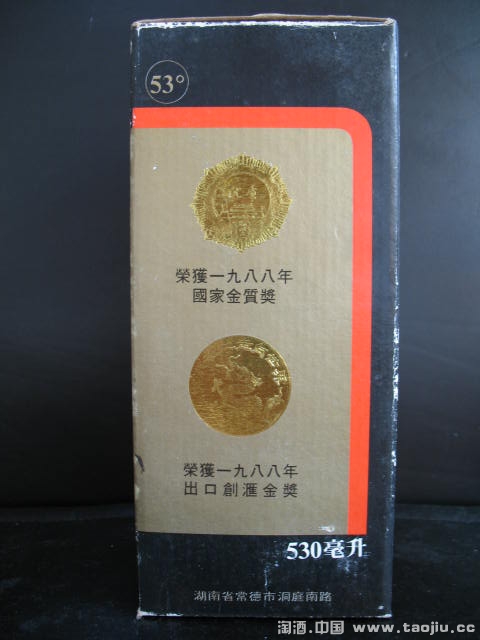 53°
榮獲一九八八年
國家金質獎
榮獲一九八八年
出口創滙金獎
530毫升
湖南省常德市洞庭南路
淘酒.中国 www.taojiu.cc